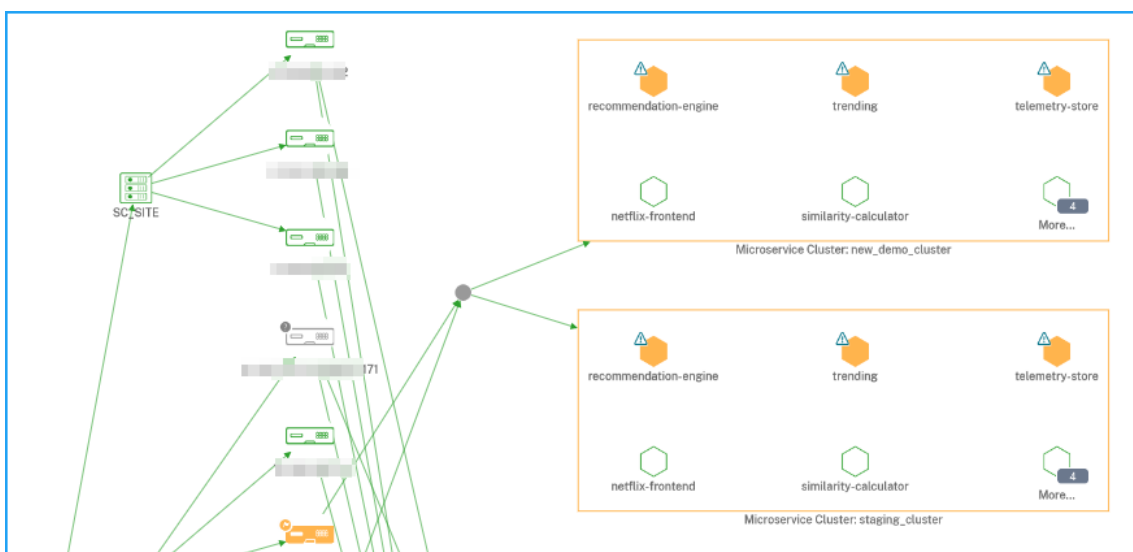 recommendation-engine
trending
telemetry-store
netflix-frontend
similarity-calculator
4
More...
Microservice Cluster: new_demo_cluster
SC_SITE
171
recommendation-engine
trending
telemetry-store
netflix-frontend
similarity-calculator
4
More...
Microservice Cluster: staging_cluster